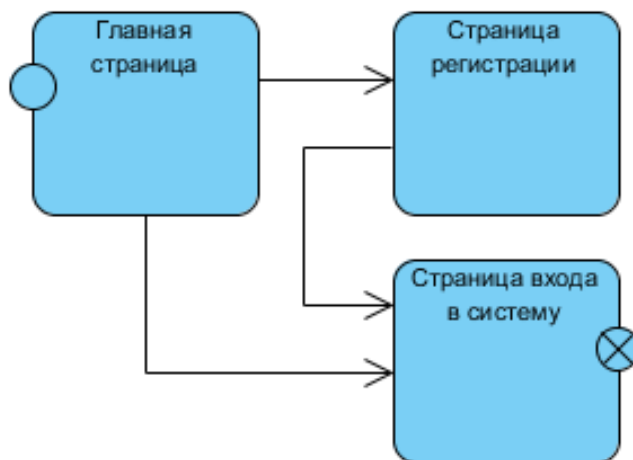 Главная
страница
Страница
регистрации
Страница входа
в систему